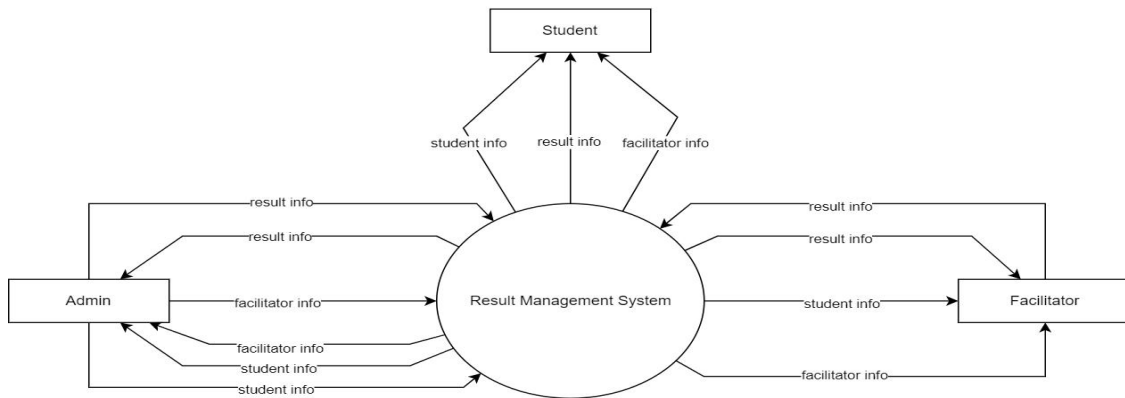 Student
student info
result info
facilitator info
result info
result info
result info
result info
Admin
facilitator info
Result Management System
student info
Facilitator
facilitator info
student info
facilitator info
student info